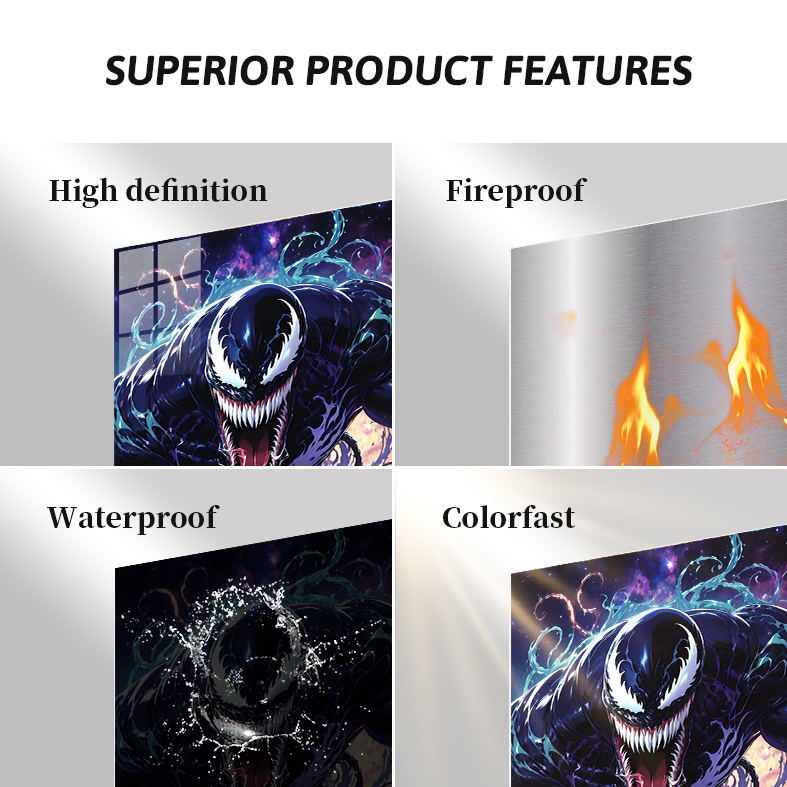 SUPERIOR PRODUCT FEATURES
High definition
Fireproof
Waterproof
Colorfast